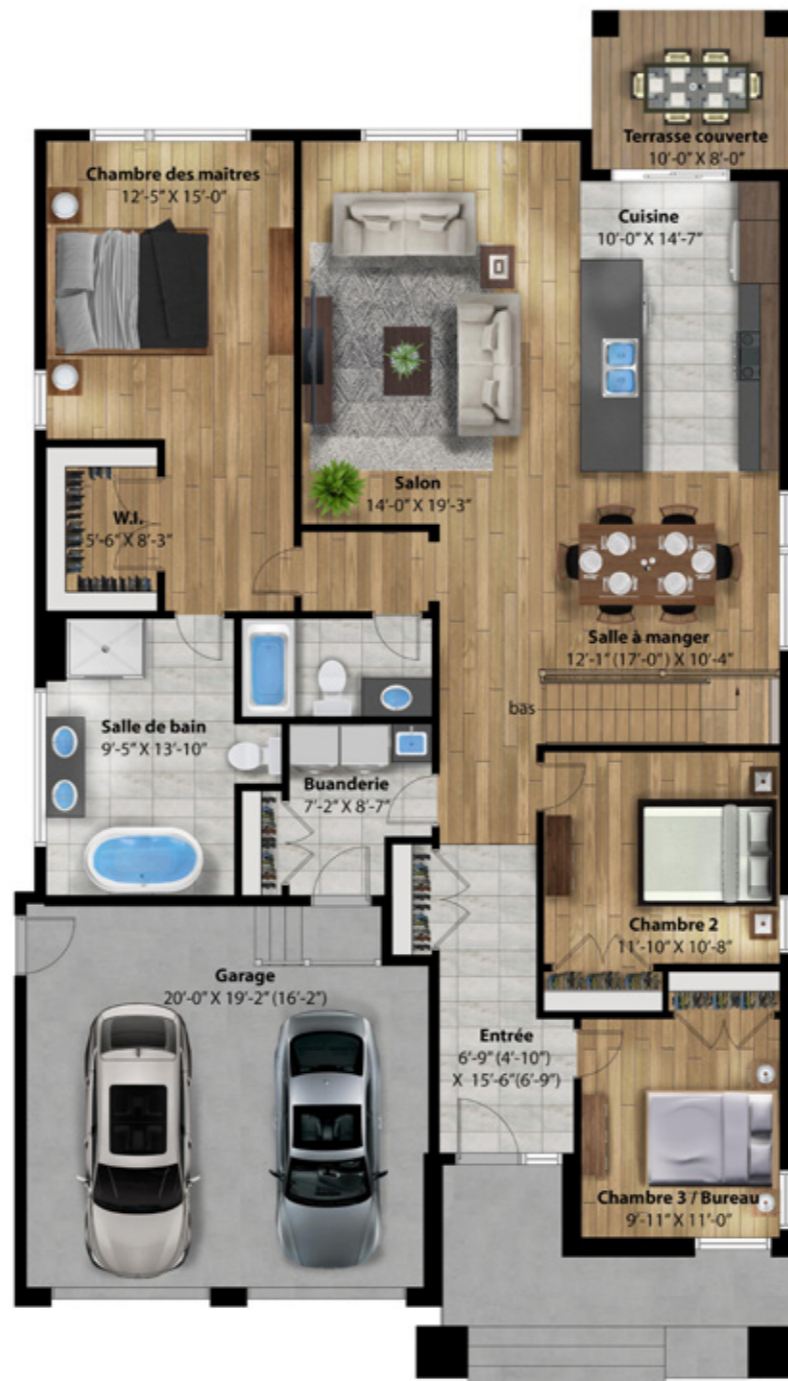 Terrasse couverte
10'-0" X 8'-0"
Chambre des maîtres
12'-5" X 15'-0"
Cuisine
10'-0" X 14'-7"
Salon
14'-0" X 19'-3"
W.I.
5'-6" X 8'-3"
Salle à manger
12'-1" (17'-0") X 10'-4"
bas
Salle de bain
9'-5" X 13'-10"
Buanderie
7'-2" X 8'-7"
Chambre 2
11'-10" X 10'-8"
Garage
20'-0" X 19'-2" (16'-2")
Entrée
6'-9" (4'-10")
X 15'-6"(6'-9")
Chambre 3 / Bureau
9'-11" X 11'-0"